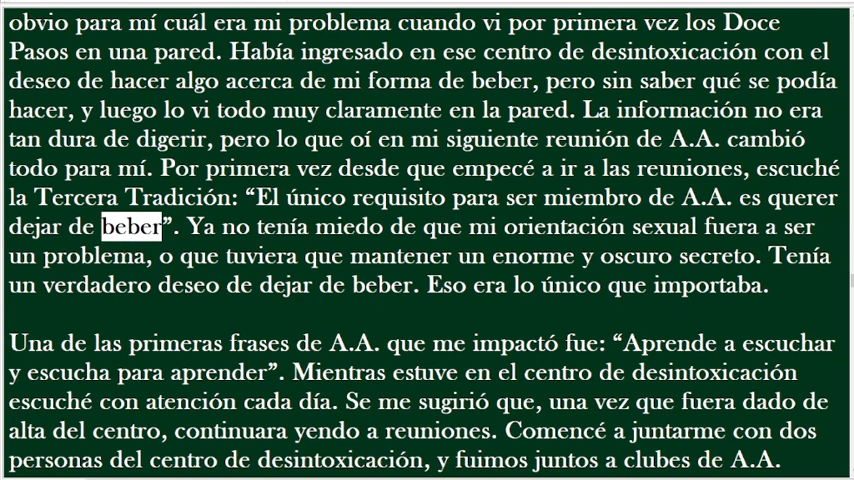 obvio para mí cuál era mi problema cuando vi por primera vez los Doce
Pasos en una pared. Había ingresado en ese centro de desintoxicación con el
deseo de hacer algo acerca de mi forma de beber, pero sin saber qué se podía
hacer, y luego lo vi todo muy claramente en la pared. La información no era
tan dura de digerir, pero lo que oí en mi siguiente reunión de A.A. cambió
todo para mí. Por primera vez desde que empecé a ir a las reuniones, escuché
la Tercera Tradición: “El único requisito para ser miembro de A.A. es querer
dejar de beber”. Ya no tenía miedo de que mi orientación sexual fuera a ser
un problema, o que tuviera que mantener un enorme y oscuro secreto. Tenía
un verdadero deseo de dejar de beber. Eso era lo único que importaba.
Una de las primeras frases de A.A. que me impactó fue: “Aprende a escuchar
y escucha para aprender”. Mientras estuve en el centro de desintoxicación
escuché con atención cada día. Se me sugirió que, una vez que fuera dado de
alta del centro, continuara yendo a reuniones. Comencé a juntarme con dos
personas del centro de desintoxicación, y fuimos juntos a clubes de A.A.